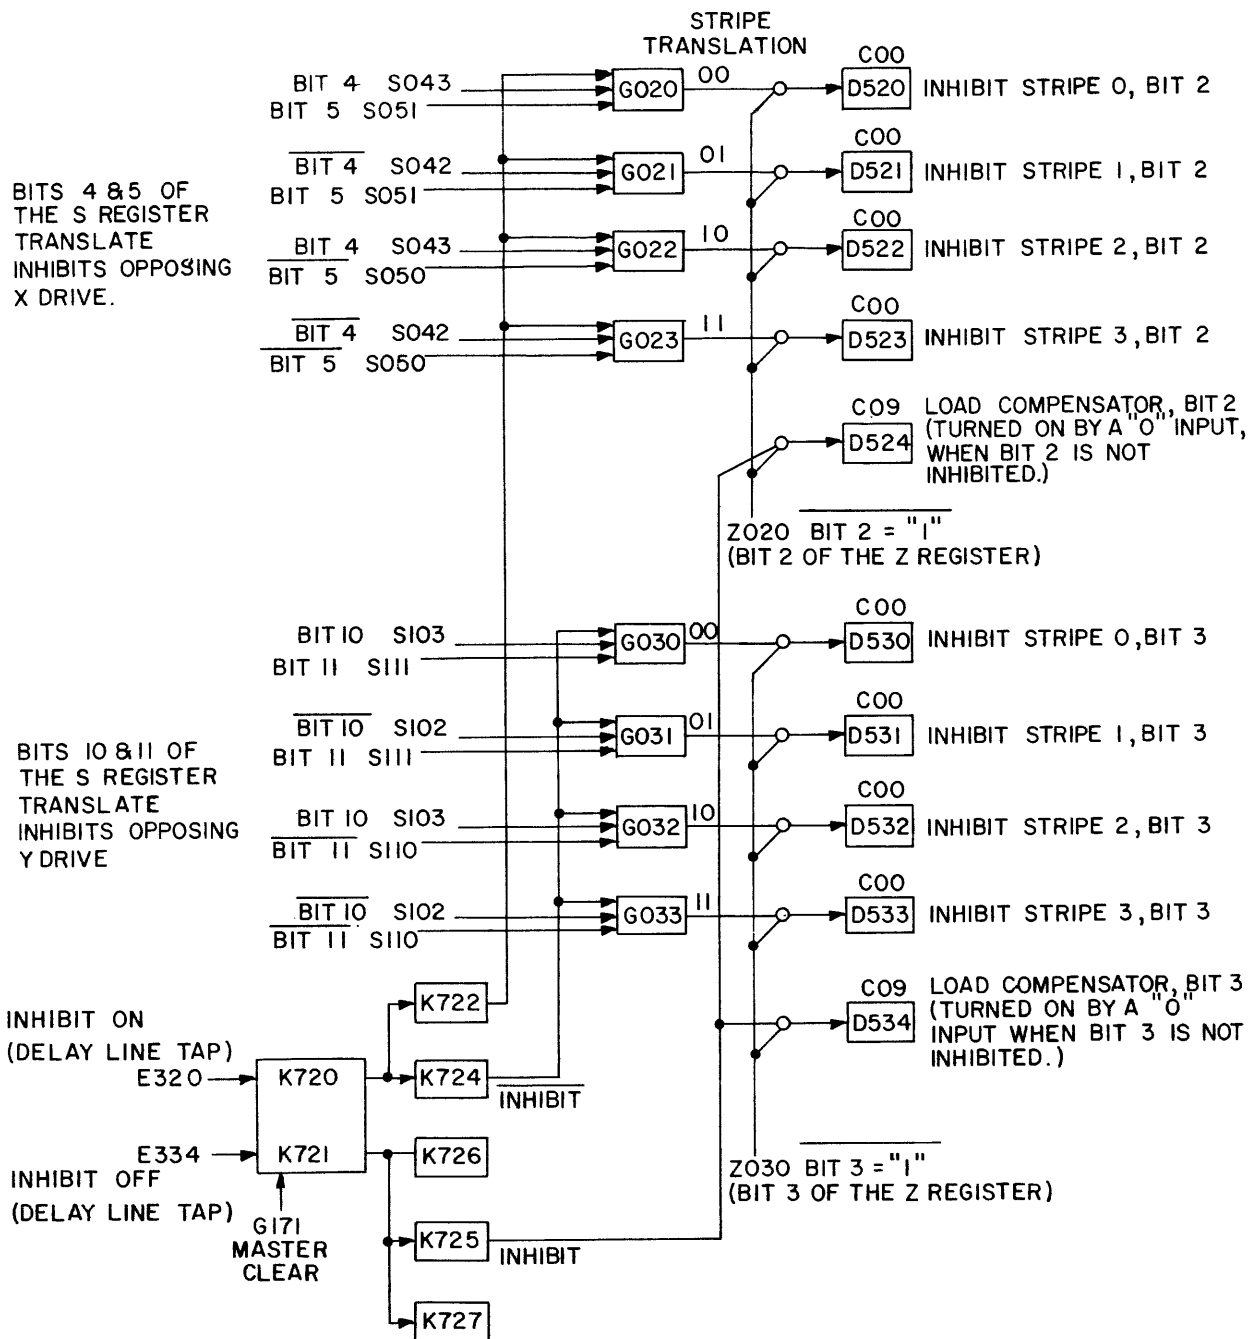 STRIPE
TRANSLATION
BIT 4 S043
BIT 5 S051
G020
00
C00
D520
INHIBIT STRIPE 0, BIT 2
BIT 4 S042
BIT 5 S051
G021
01
C00
D521
INHIBIT STRIPE 1, BIT 2
BITS 4 & 5 OF
THE S REGISTER
TRANSLATE
INHIBITS OPPOSING
X DRIVE.
BIT 4 S043
BIT 5 S050
G022
10
C00
D522
INHIBIT STRIPE 2, BIT 2
BIT 4 S042
BIT 5 S050
G023
11
C00
D523
INHIBIT STRIPE 3, BIT 2
C09
D524
LOAD COMPENSATOR, BIT 2
(TURNED ON BY A "0" INPUT,
WHEN BIT 2 IS NOT
INHIBITED.)
Z020 BIT 2 = "1"
(BIT 2 OF THE Z REGISTER)
BIT 10 S103
BIT 11 S111
G030
00
C00
D530
INHIBIT STRIPE 0, BIT 3
BIT 10 S102
BIT 11 S111
G031
01
C00
D531
INHIBIT STRIPE 1, BIT 3
BITS 10 & 11 OF
THE S REGISTER
TRANSLATE
INHIBITS OPPOSING
Y DRIVE
BIT 10 S103
BIT 11 S110
G032
10
C00
D532
INHIBIT STRIPE 2, BIT 3
BIT 10 S102
BIT 11 S110
G033
11
C00
D533
INHIBIT STRIPE 3, BIT 3
C09
D534
LOAD COMPENSATOR, BIT 3
(TURNED ON BY A "0"
INPUT WHEN BIT 3 IS NOT
INHIBITED.)
K722
INHIBIT ON
(DELAY LINE TAP)
E320
K720
K724
INHIBIT
E334
K721
K726
INHIBIT OFF
(DELAY LINE TAP)
G171
MASTER
CLEAR
K725
INHIBIT
K727
Z030 BIT 3 = "1"
(BIT 3 OF THE Z REGISTER)